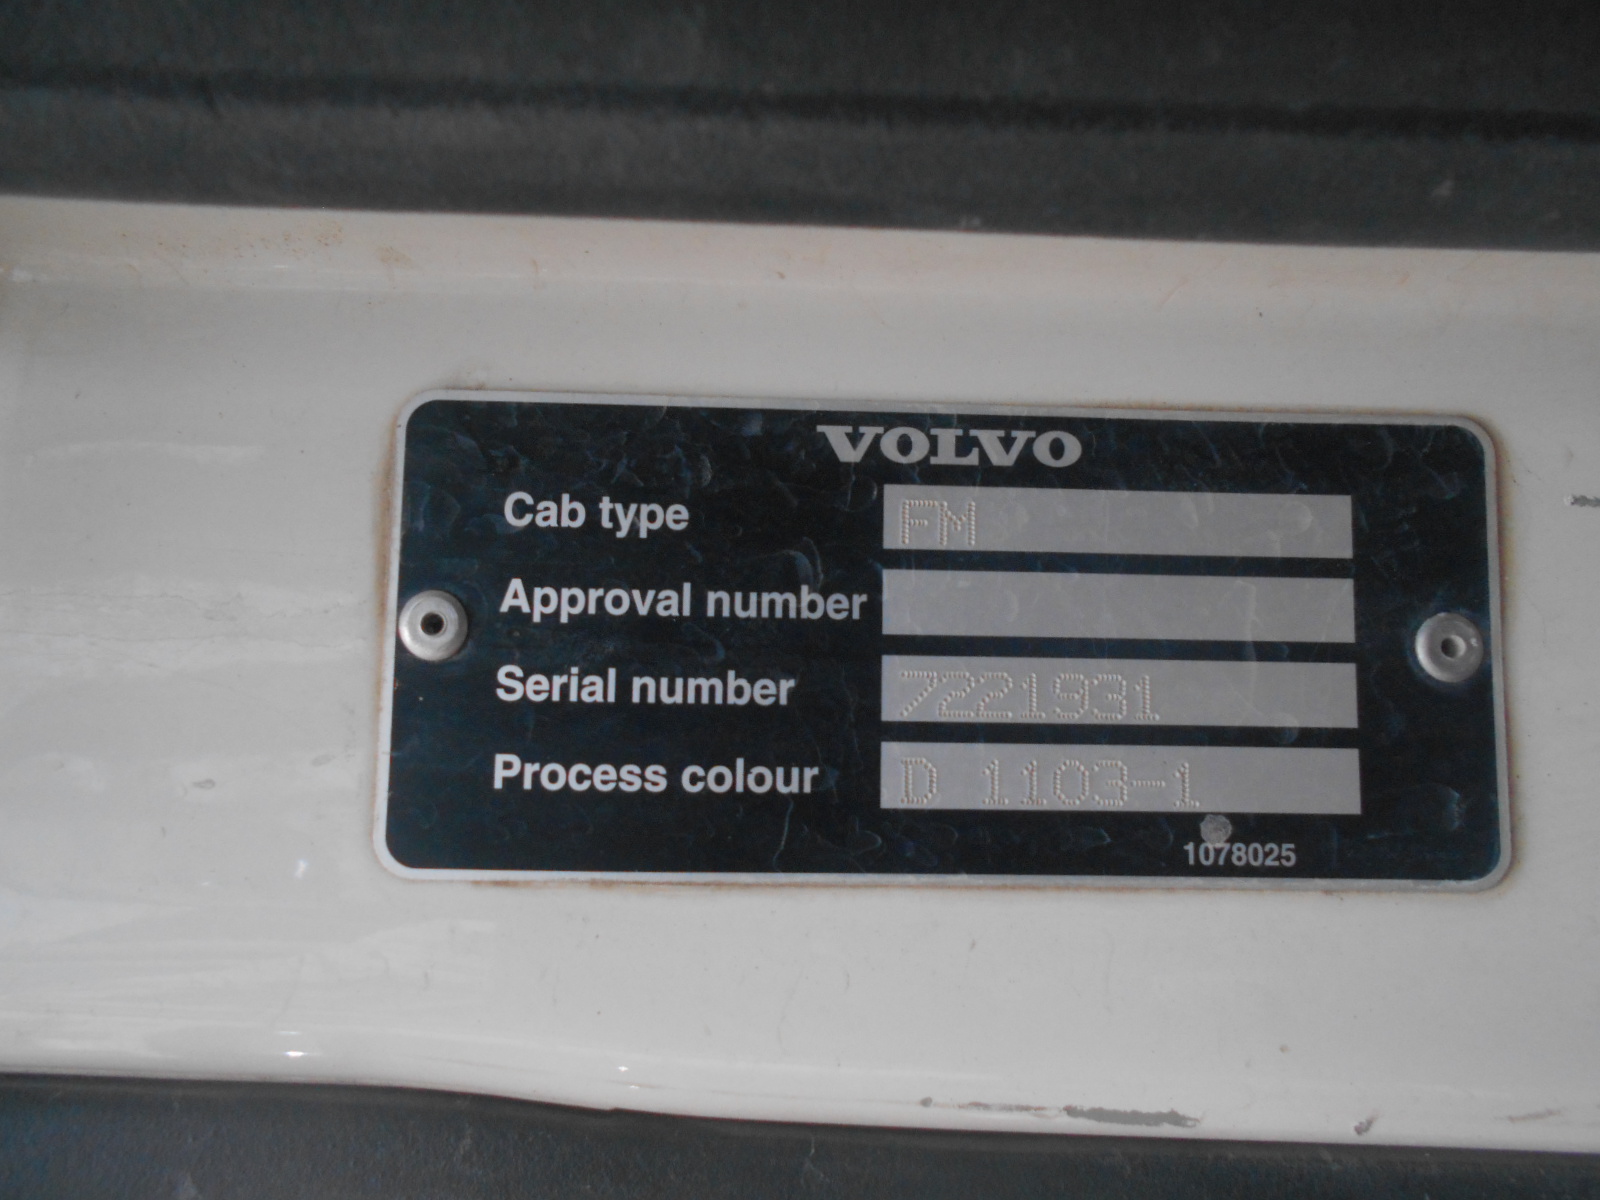 VOLVO
Cab type FM
Approval number
Serial number 7221931
Process colour D 1103-1
1078025